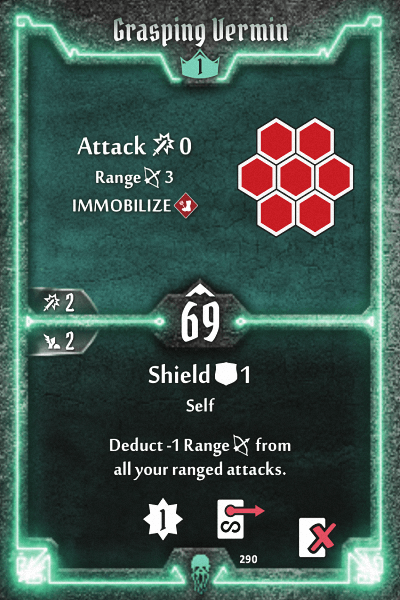 Grasping Vermin
1
Attack 0
Range 3
IMMOBILIZE
2
69
2
Shield 1
Self
Deduct -1 Range from
all your ranged attacks.
1
S
290